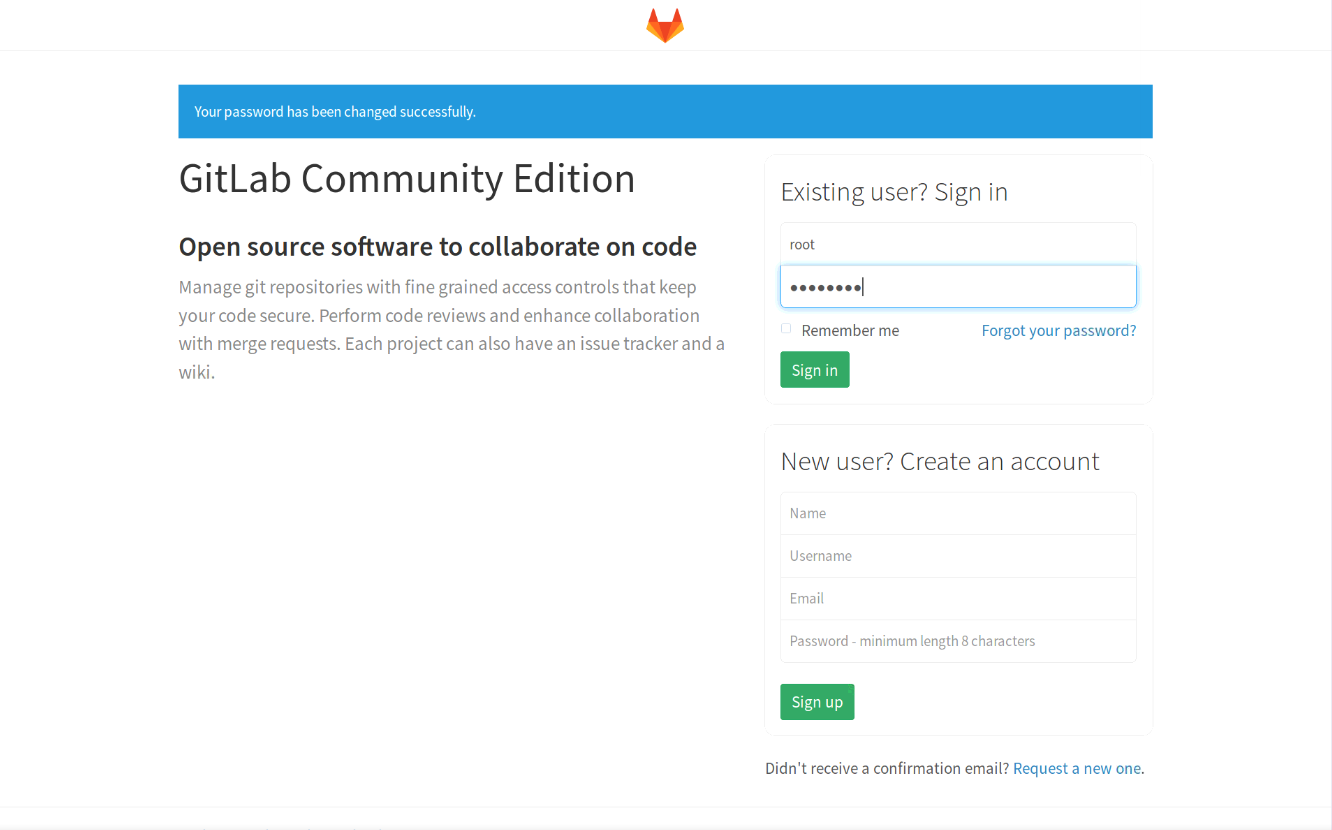 Your password has been changed successfully.
GitLab Community Edition
Open source software to collaborate on code
Manage git repositories with fine grained access controls that keep
your code secure. Perform code reviews and enhance collaboration
with merge requests. Each project can also have an issue tracker and a
wiki.
Existing user? Sign in
root
••••••••
Remember me
Forgot your password?
Sign in
New user? Create an account
Name
Username
Email
Password - minimum length 8 characters
Sign up
Didn't receive a confirmation email? Request a new one.